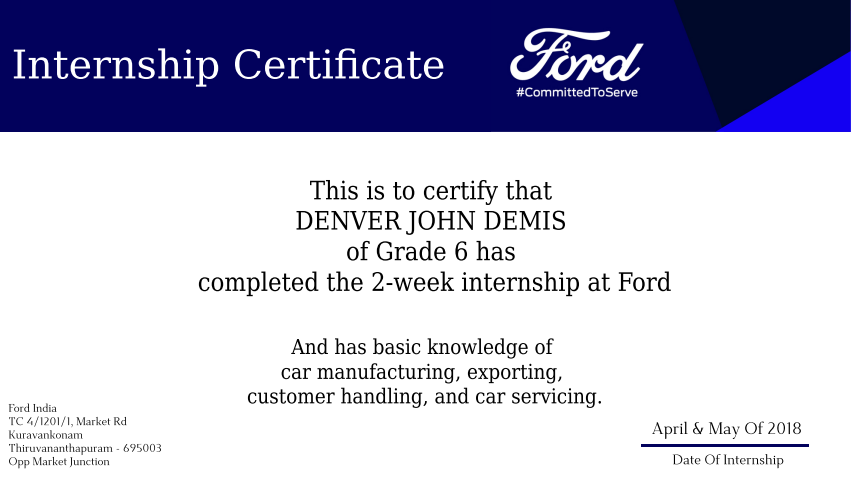 Internship Certificate
Ford
#CommittedToServe
This is to certify that
DENVER JOHN DEMIS
of Grade 6 has
completed the 2-week internship at Ford
And has basic knowledge of
car manufacturing, exporting,
customer handling, and car servicing.
Ford India
TC 4/1201/1, Market Rd
Kuravankonam
Thiruvananthapuram - 695003
Opp Market Junction
April & May Of 2018
Date Of Internship